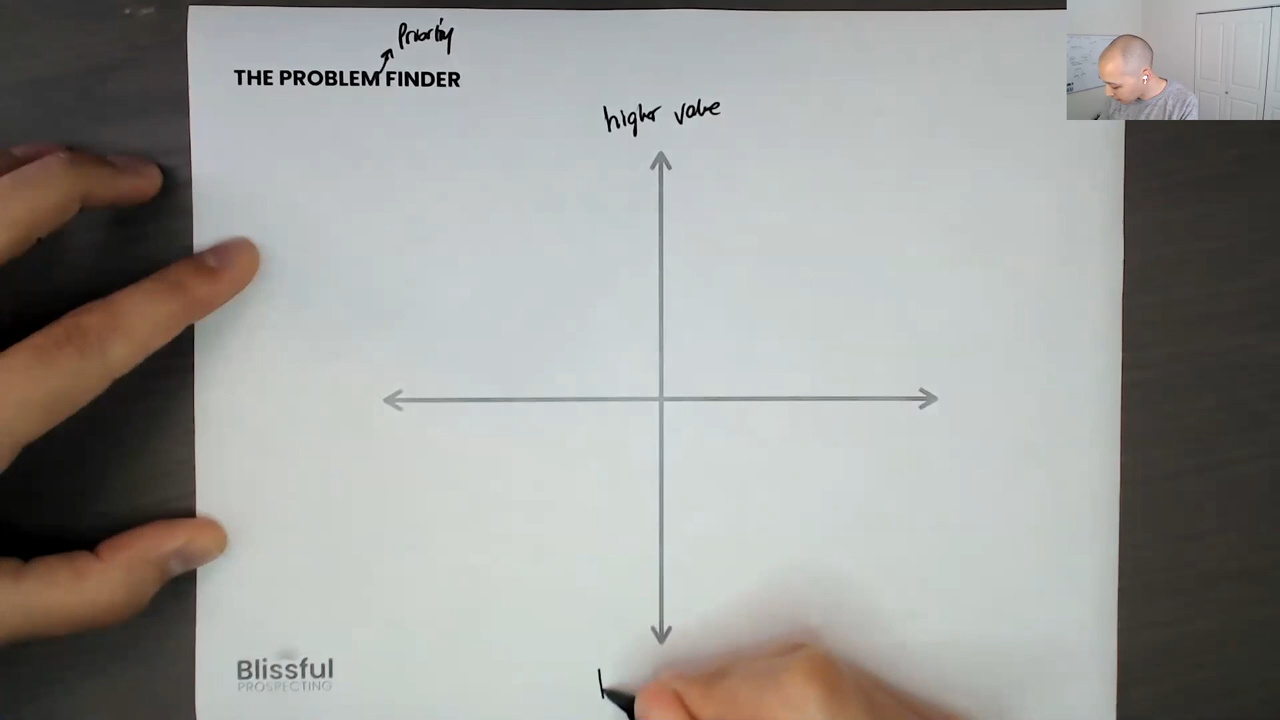 Priority
THE PROBLEM FINDER
higher value
Blissful
PROSPECTING